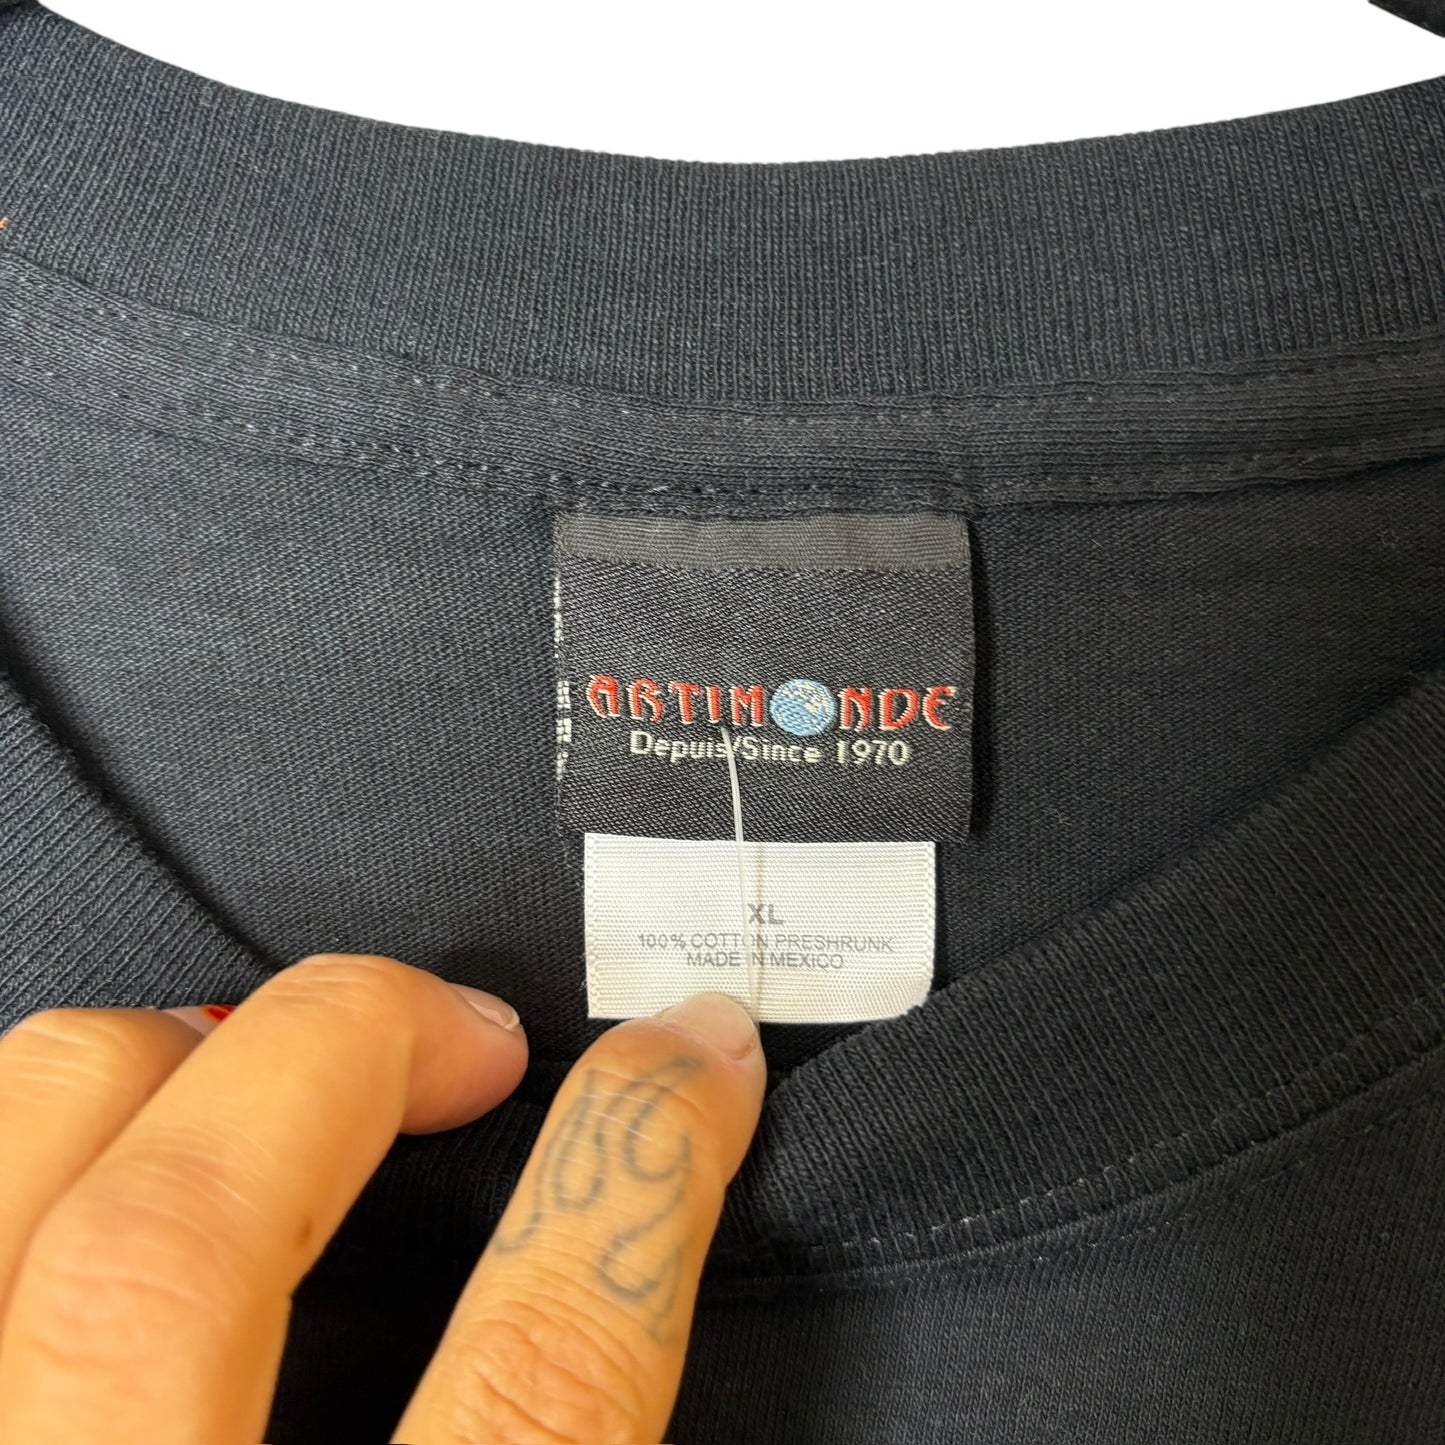 ARTIMONDE
Depuis/Since 1970
XL
100% COTTON PRESHRUNK
MADE IN MEXICO